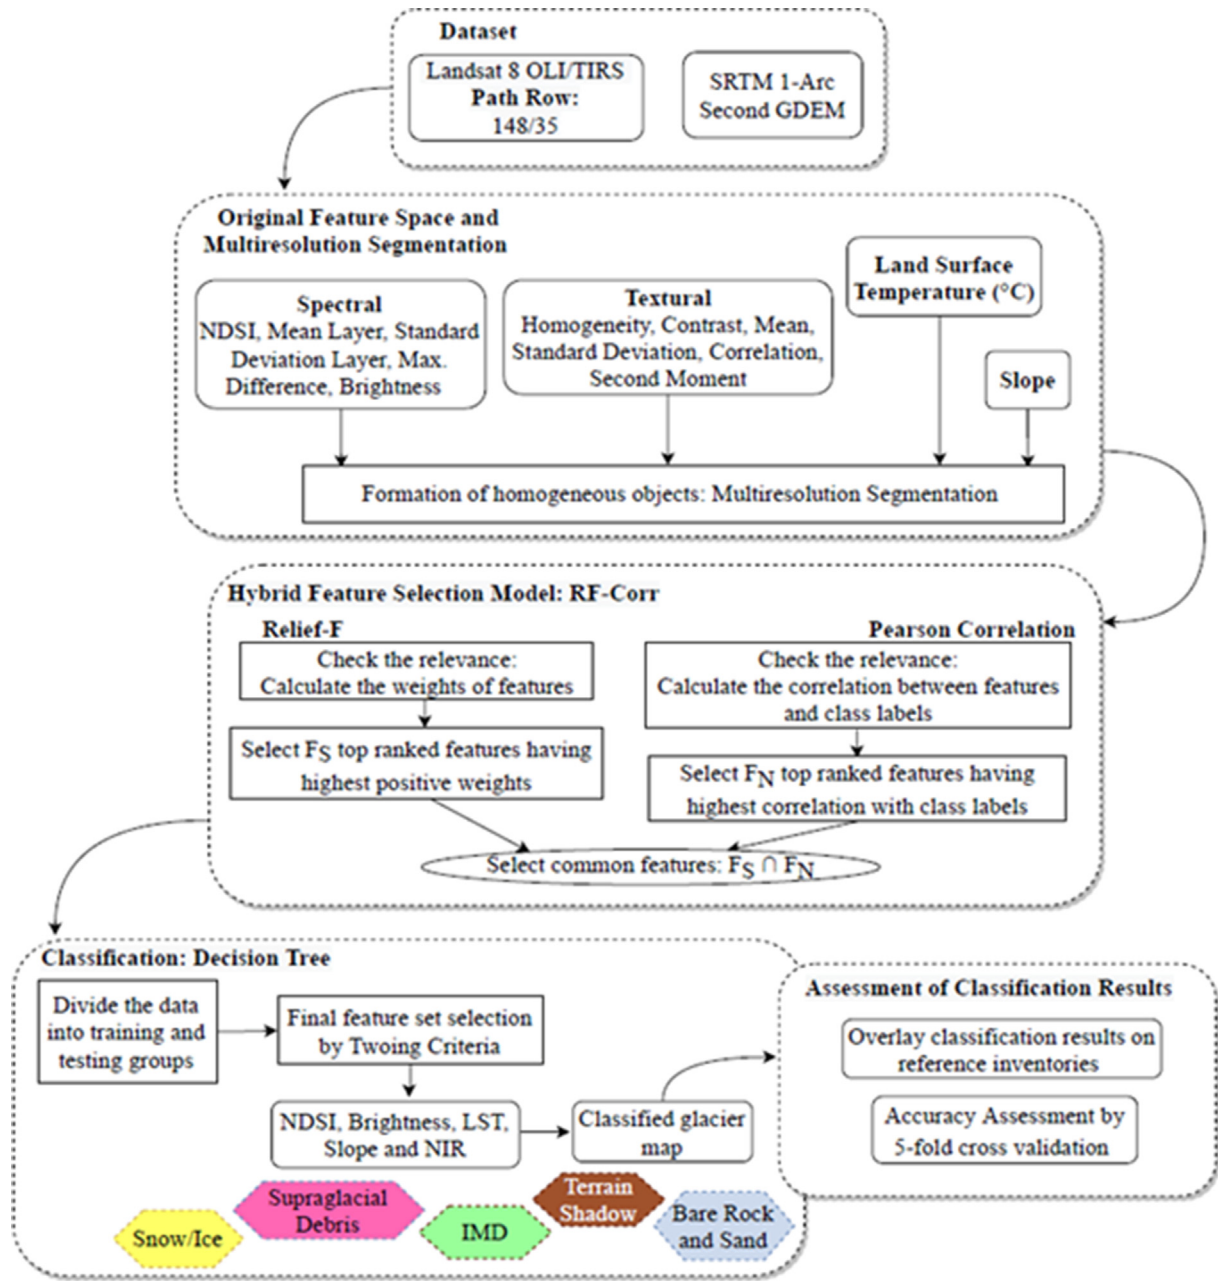 Dataset
Landsat 8 OLI/TIRS
Path Row:
148/35
SRTM 1-Arc
Second GDEM
Original Feature Space and
Multiresolution Segmentation
Spectral
NDSI, Mean Layer, Standard
Deviation Layer, Max.
Difference, Brightness
Textural
Homogeneity, Contrast, Mean,
Standard Deviation, Correlation,
Second Moment
Land Surface
Temperature (°C)
Slope
Formation of homogeneous objects: Multiresolution Segmentation
Hybrid Feature Selection Model: RF-Corr
Relief-F
Check the relevance:
Calculate the weights of features
Select FS top ranked features having
highest positive weights
Pearson Correlation
Check the relevance:
Calculate the correlation between features
and class labels
Select FN top ranked features having
highest correlation with class labels
Select common features: FS ∩ FN
Classification: Decision Tree
Divide the data
into training and
testing groups
Final feature set selection
by Twoing Criteria
NDSI, Brightness, LST,
Slope and NIR
Classified glacier
map
Snow/Ice
Supraglacial
Debris
IMD
Terrain
Shadow
Bare Rock
and Sand
Assessment of Classification Results
Overlay classification results on
reference inventories
Accuracy Assessment by
5-fold cross validation